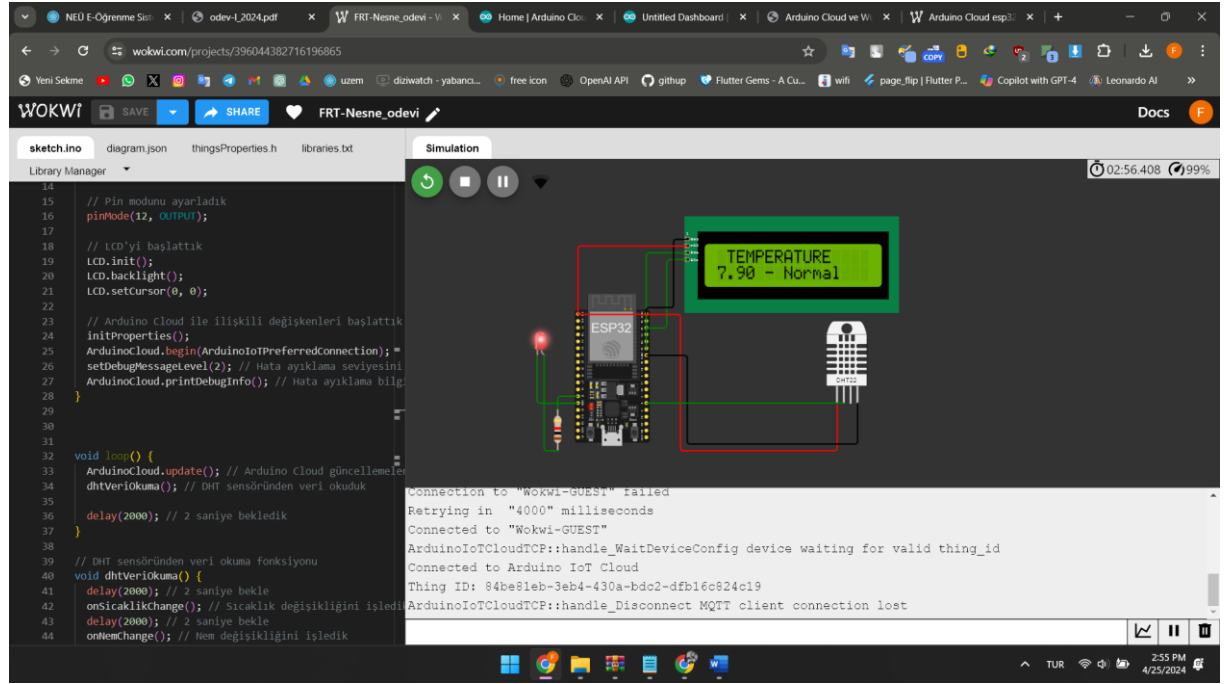 NEÜ E-Öğrenme Sist
odev-I_2024.pdf
FRT-Nesne_odevi - W
Home | Arduino Clou
Untitled Dashboard |
Arduino Cloud ve W
Arduino Cloud esp32
wokwi.com/projects/396044382716196865
Yeni Sekme
uzem
diziwatch - yabancı...
free icon
OpenAI API
githup
Flutter Gems - A Cu...
wifi
page_flip | Flutter P...
Copilot with GPT-4
Leonardo AI
WOKWi
SAVE
SHARE
FRT-Nesne_odevi
Docs
F
sketch.ino
diagram.json
thingsProperties.h
libraries.txt
Library Manager
14
15 // Pin modunu ayarladık
16 pinMode(12, OUTPUT);
17
18 // LCD'yi başlattık
19 LCD.init();
20 LCD.backlight();
21 LCD.setCursor(0, 0);
22
23 // Arduino Cloud ile ilişkili değişkenleri başlattık
24 initProperties();
25 ArduinoCloud.begin(ArduinoIoTPreferredConnection);
26 setDebugMessageLevel(2); // Hata ayıklama seviyesini
27 ArduinoCloud.printDebugInfo(); // Hata ayıklama bilg
28 }
29
30
31
32 void loop() {
33 ArduinoCloud.update(); // Arduino Cloud güncellemeler
34 dhtVeriOkuma(); // DHT sensöründen veri okuduk
35
36 delay(2000); // 2 saniye bekledik
37 }
38
39 // DHT sensöründen veri okuma fonksiyonu
40 void dhtVeriOkuma() {
41 delay(2000); // 2 saniye bekle
42 onSicaklikChange(); // Sıcaklık değişikliğini işledi
43 delay(2000); // 2 saniye bekle
44 onNemChange(); // Nem değişikliğini işledik
Simulation
02:56.408 99%
TEMPERATURE
7.90 - Normal
ESP32
DHT22
Connection to "Wokwi-GUEST" failed
Retrying in "4000" milliseconds
Connected to "Wokwi-GUEST"
ArduinoIoTCloudTCP::handle_WaitDeviceConfig device waiting for valid thing_id
Connected to Arduino IoT Cloud
Thing ID: 84be81eb-3eb4-430a-bdc2-dfb16c824c19
ArduinoIoTCloudTCP::handle_Disconnect MQTT client connection lost
TUR
2:55 PM
4/25/2024